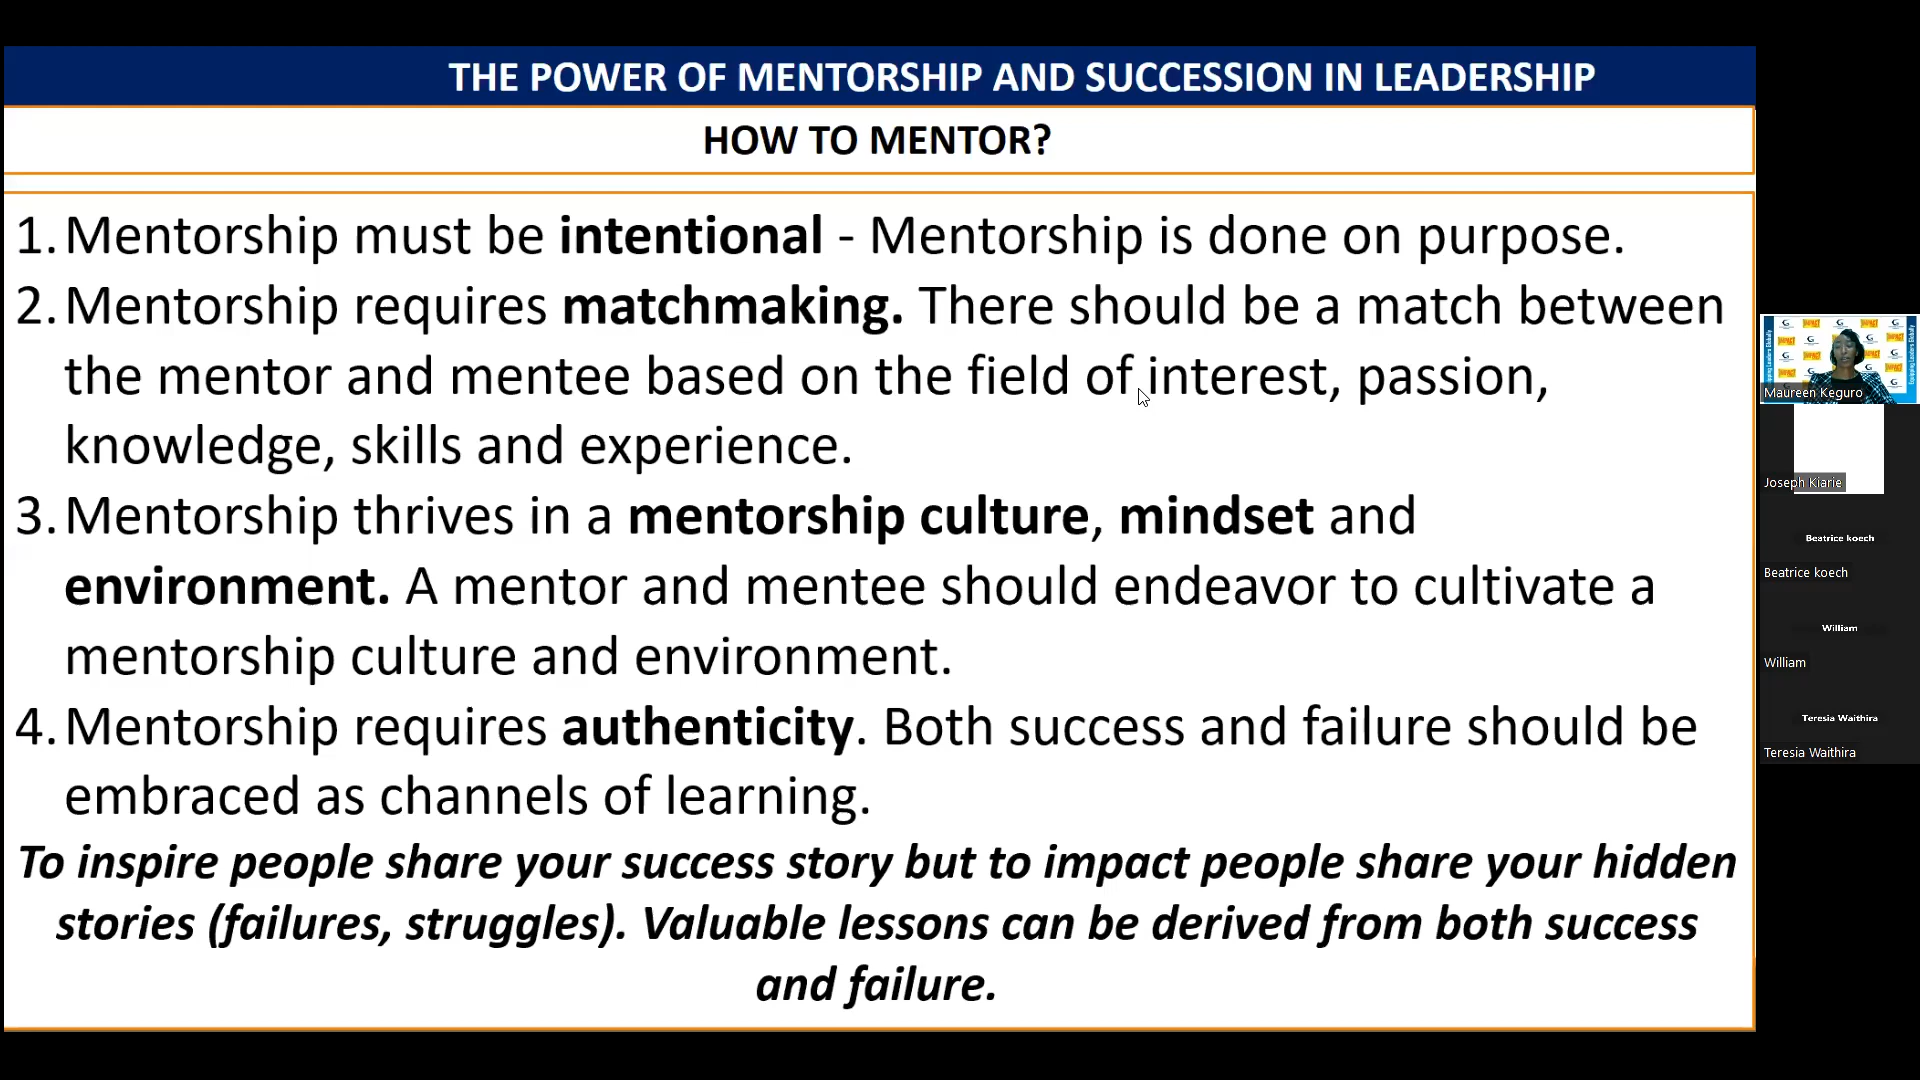 THE POWER OF MENTORSHIP AND SUCCESSION IN LEADERSHIP
HOW TO MENTOR?
1. Mentorship must be intentional - Mentorship is done on purpose.
2. Mentorship requires matchmaking. There should be a match between
the mentor and mentee based on the field of interest, passion,
knowledge, skills and experience.
3. Mentorship thrives in a mentorship culture, mindset and
environment. A mentor and mentee should endeavor to cultivate a
mentorship culture and environment.
4. Mentorship requires authenticity. Both success and failure should be
embraced as channels of learning.
To inspire people share your success story but to impact people share your hidden
stories (failures, struggles). Valuable lessons can be derived from both success
and failure.
Maureen Keguro
Joseph Kiarie
Beatrice koech
Beatrice koech
William
William
Teresia Waithira
Teresia Waithira